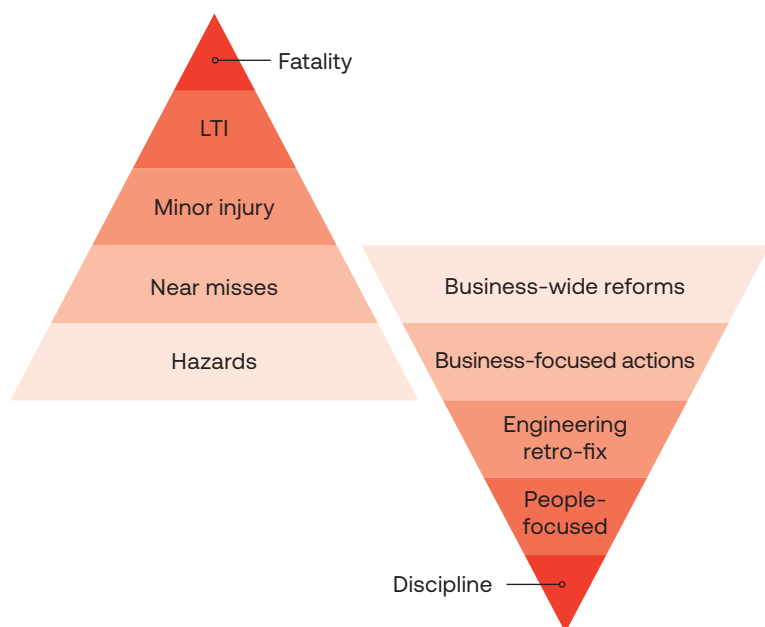 Fatality
LTI
Minor injury
Near misses
Hazards
Business-wide reforms
Business-focused actions
Engineering
retro-fix
People-
focused
Discipline